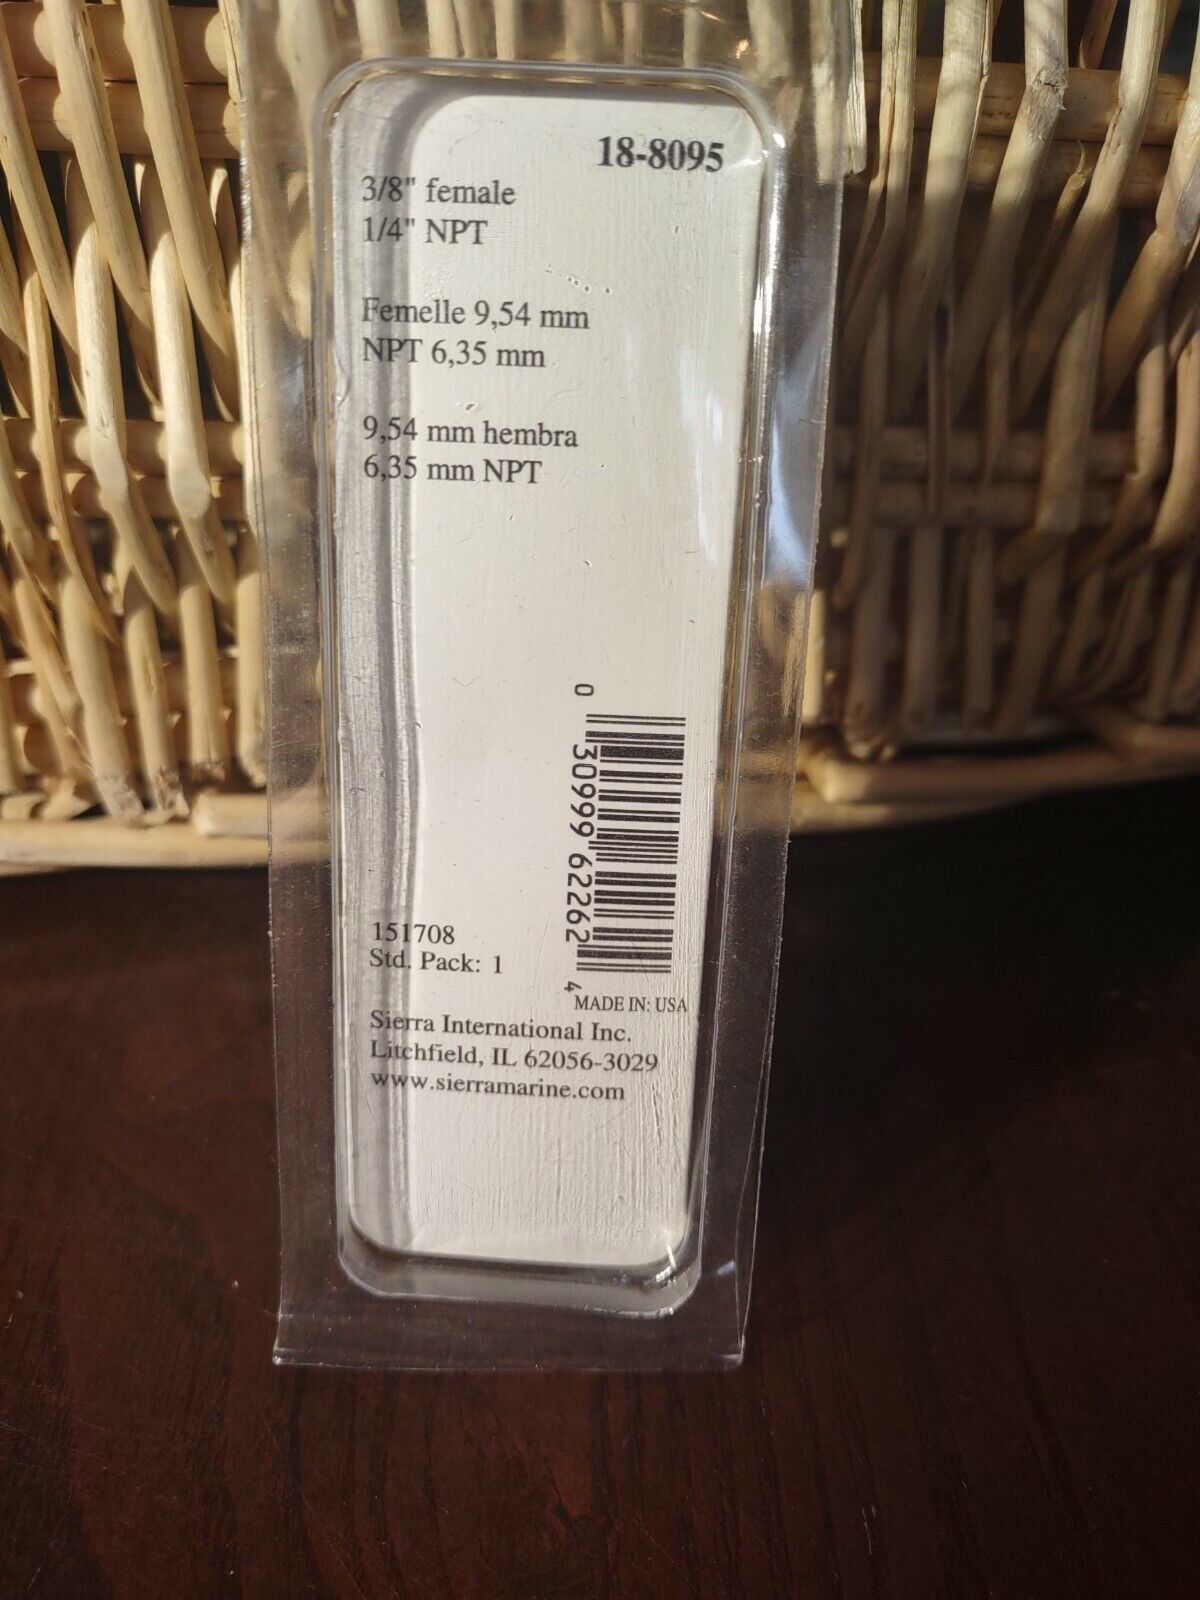 18-8095
3/8" female
1/4" NPT
Femelle 9,54 mm
NPT 6,35 mm
9,54 mm hembra
6,35 mm NPT
0 30999 62262 4
151708
Std. Pack: 1
MADE IN: USA
Sierra International Inc.
Litchfield, IL 62056-3029
www.sierramarine.com